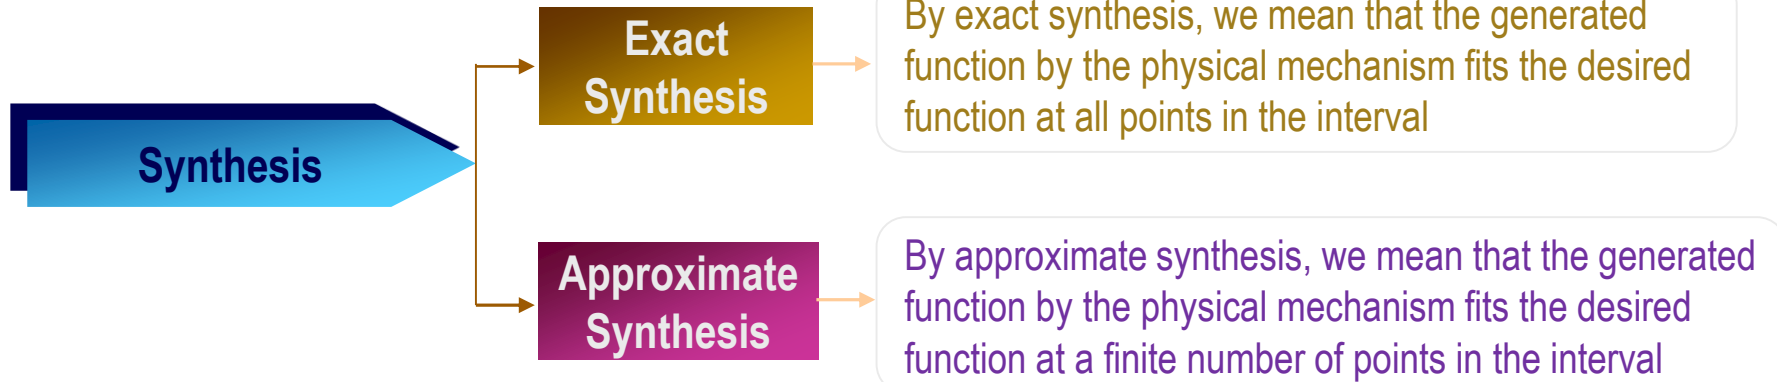 Synthesis
Exact
Synthesis
By exact synthesis, we mean that the generated
function by the physical mechanism fits the desired
function at all points in the interval
Approximate
Synthesis
By approximate synthesis, we mean that the generated
function by the physical mechanism fits the desired
function at a finite number of points in the interval